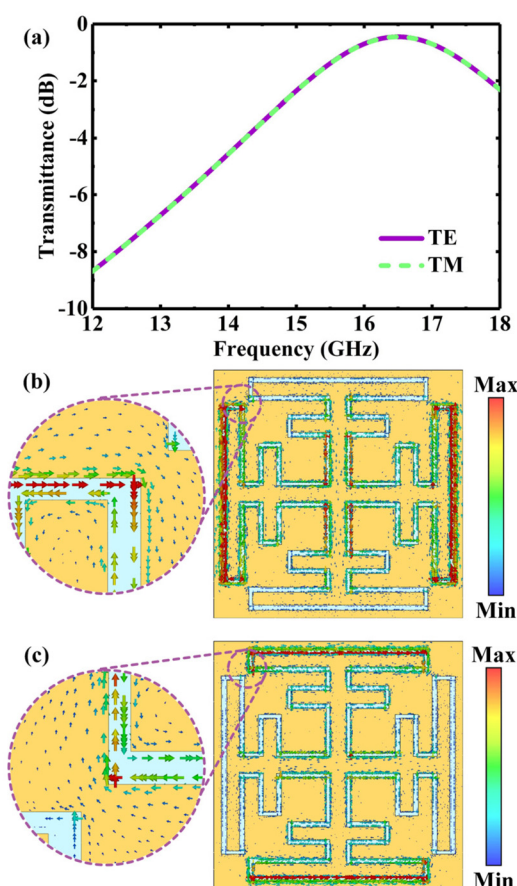 (a)
0
-2
-4
-6
-8
-10
Transmittance (dB)
TE
TM
12 13 14 15 16 17 18
Frequency (GHz)
(b)
Max
Min
(c)
Max
Min